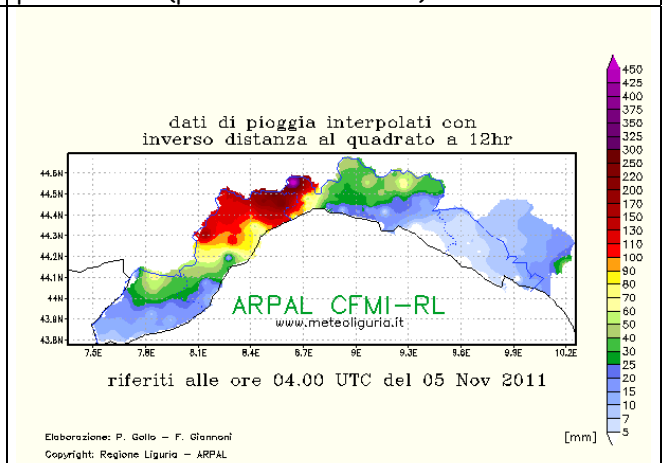 dati di pioggia interpolati con
inverso distanza al quadrato a 12hr
44.6N
44.5N
44.4N
44.3N
44.2N
44.1N
44N
43.9N
43.8N
7.5E 7.8E 8.1E 8.4E 8.7E 9E 9.3E 9.6E 9.9E 10.2E
ARPAL CFMI-RL
www.meteoliguria.it
riferiti alle ore 04.00 UTC del 05 Nov 2011
450
425
400
375
350
325
300
250
220
200
170
150
130
110
100
90
80
70
60
50
40
30
25
20
15
10
7
5
[mm]
Elaborazione: P. Gollo - F. Giannoni
Copyright: Regione Liguria - ARPAL